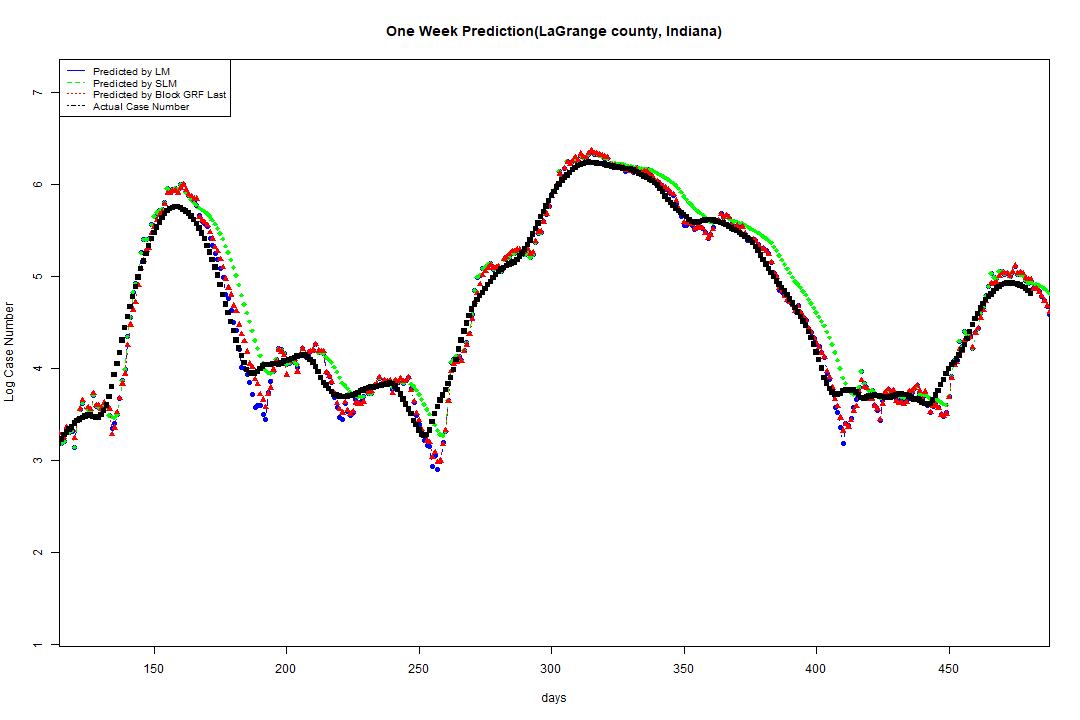 One Week Prediction(LaGrange county, Indiana)
Predicted by LM
Predicted by SLM
Predicted by Block GRF Last
Actual Case Number
7
6
5
4
3
2
1
Log Case Number
150 200 250 300 350 400 450
days